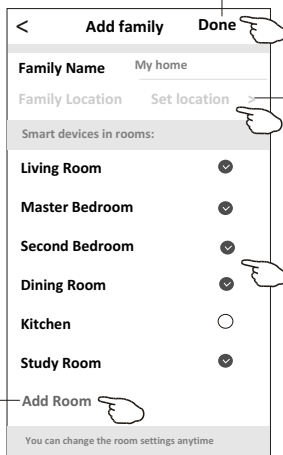 < Add family Done
Family Name My home
Family Location Set location >
Smart devices in rooms:
Living Room
Master Bedroom
Second Bedroom
Dining Room
Kitchen
Study Room
Add Room
You can change the room settings anytime